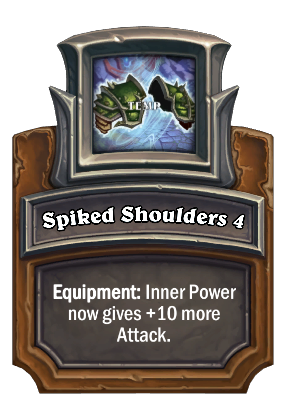 TEMP
Spiked Shoulders 4
Equipment: Inner Power
now gives +10 more
Attack.